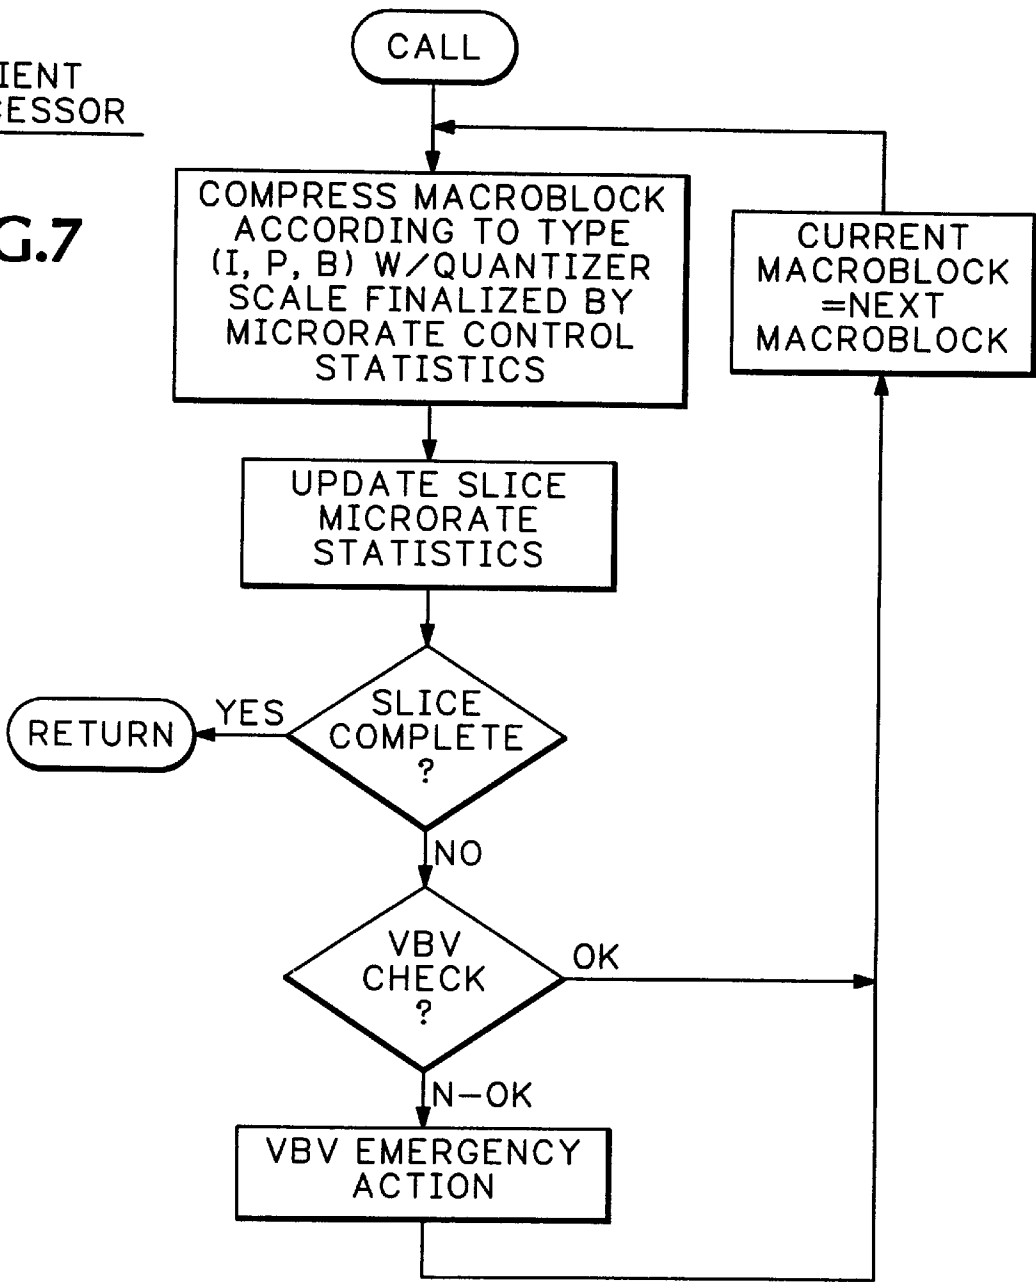 CALL
IENT
CESSOR
G.7
COMPRESS MACROBLOCK
ACCORDING TO TYPE
(I, P, B) W/QUANTIZER
SCALE FINALIZED BY
MICRORATE CONTROL
STATISTICS
CURRENT
MACROBLOCK
=NEXT
MACROBLOCK
UPDATE SLICE
MICRORATE
STATISTICS
SLICE
COMPLETE
?
YES
RETURN
NO
VBV
CHECK
?
OK
N-OK
VBV EMERGENCY
ACTION